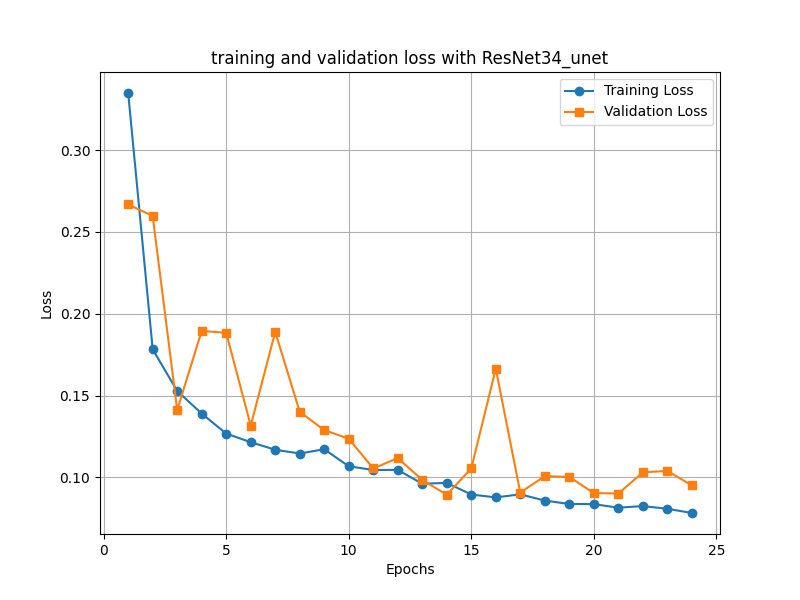 training and validation loss with ResNet34_unet
Training Loss
Validation Loss
0.30
0.25
0.20
0.15
0.10
Loss
0
5
10
15
20
25
Epochs